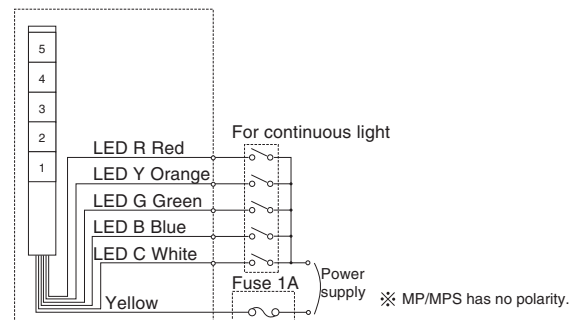 5
4
3
2
1
For continuous light
LED R Red
LED Y Orange
LED G Green
LED B Blue
LED C White
Fuse 1A
Yellow
Power
supply
※ MP/MPS has no polarity.